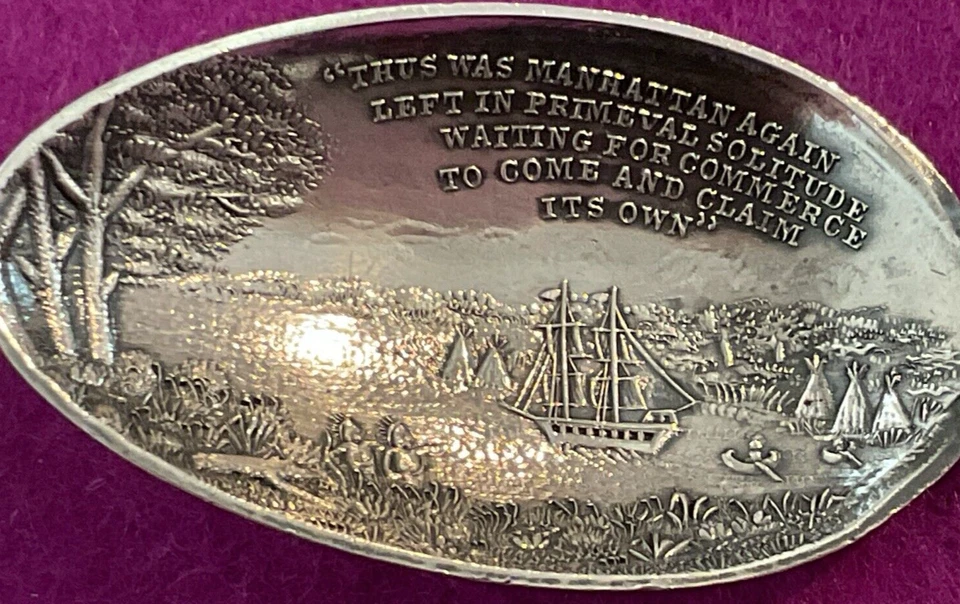 “THUS WAS MANHATTAN AGAIN
LEFT IN PRIMEVAL SOLITUDE
WAITING FOR COMMERCE
TO COME AND CLAIM
ITS OWN”